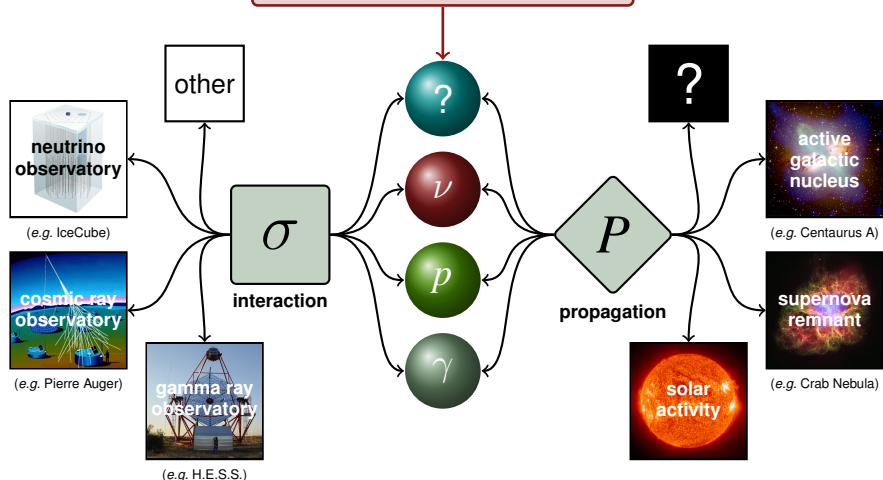 other
?
?
neutrino
observatory
active
galactic
nucleus
ν
(e.g. IceCube)
σ
P
(e.g. Centaurus A)
p
interaction
propagation
cosmic ray
observatory
supernova
remnant
γ
(e.g. Pierre Auger)
gamma ray
observatory
solar
activity
(e.g. Crab Nebula)
(e.g. H.E.S.S.)